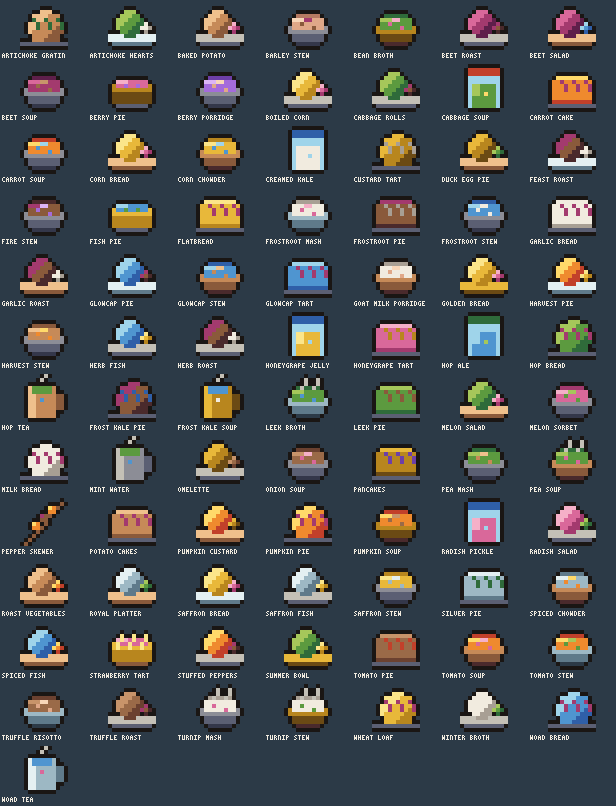 ARTICHOKE GRATIN ARTICHOKE HEARTS BAKED POTATO BARLEY STEW BEAN BROTH BEET ROAST BEET SALAD
BEET SOUP BERRY PIE BERRY PORRIDGE BOILED CORN CABBAGE ROLLS CABBAGE SOUP CARROT CAKE
CARROT SOUP CORN BREAD CORN CHOWDER CREAMED KALE CUSTARD TART DUCK EGG PIE FEAST ROAST
FIRE STEW FISH PIE FLATBREAD FROSTROOT MASH FROSTROOT PIE FROSTROOT STEW GARLIC BREAD
GARLIC ROAST GLOWCAP PIE GLOWCAP STEW GLOWCAP TART GOAT MILK PORRIDGE GOLDEN BREAD HARVEST PIE
HARVEST STEW HERB FISH HERB ROAST HONEYGRAPE JELLY HONEYGRAPE TART HOP ALE HOP BREAD
HOP TEA FROST KALE PIE FROST KALE SOUP LEEK BROTH LEEK PIE MELON SALAD MELON SORBET
MILK BREAD MINT WATER OMELETTE ONION SOUP PANCAKES PEA MASH PEA SOUP
PEPPER SKEWER POTATO CAKES PUMPKIN CUSTARD PUMPKIN PIE PUMPKIN SOUP RADISH PICKLE RADISH SALAD
ROAST VEGETABLES ROYAL PLATTER SAFFRON BREAD SAFFRON FISH SAFFRON STEW SILVER PIE SPICED CHOWDER
SPICED FISH STRAWBERRY TART STUFFED PEPPERS SUMMER BOWL TOMATO PIE TOMATO SOUP TOMATO STEW
TRUFFLE RISOTTO TRUFFLE ROAST TURNIP MASH TURNIP STEW WHEAT LOAF WINTER BROTH WOAD BREAD
WOAD TEA